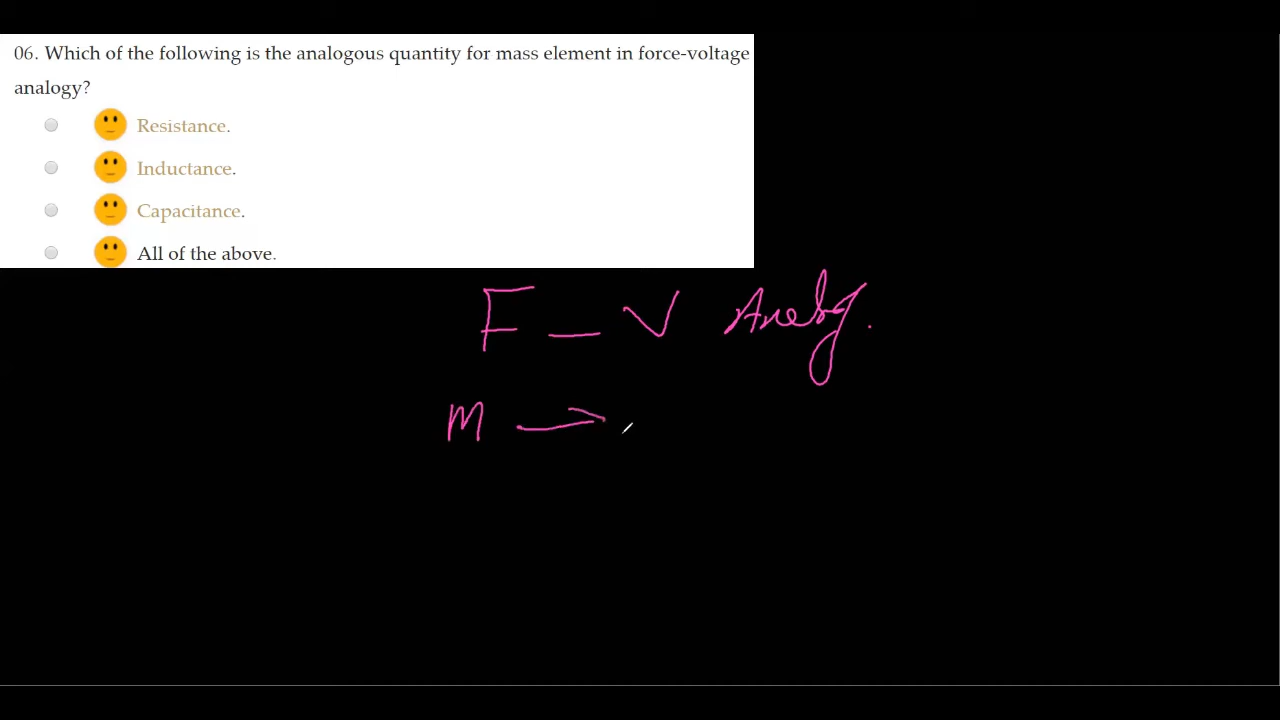 06. Which of the following is the analogous quantity for mass element in force-voltage
analogy?
Resistance.
Inductance.
Capacitance.
All of the above.
F — V Analogy.
M →